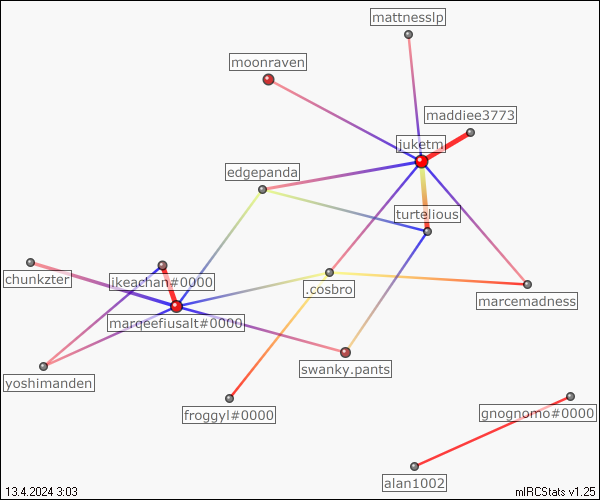 mattnesslp
moonraven
maddiee3773
juketm
edgepanda
turtelious
chunkzter
ikeachan#0000
.cosbro
marcemadness
marqeefiusalt#0000
swanky.pants
yoshimanden
froggyl#0000
gnognomo#0000
alan1002
13.4.2024 3:03
mIRCStats v1.25